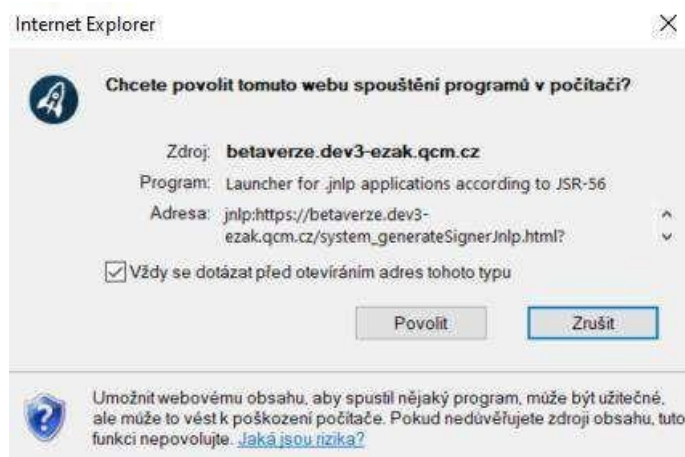 Internet Explorer
Chcete povolit tomuto webu spouštění programů v počítači?
Zdroj: betaverze.dev3-ezak.qcm.cz
Program: Launcher for .jnlp applications according to JSR-56
Adresa: jnlp:https://betaverze.dev3-
ezak.qcm.cz/system_generateSignerJnlp.html?
Vždy se dotázat před otevíráním adres tohoto typu
Povolit Zrušit
Umožnit webovému obsahu, aby spustil nějaký program, může být užitečné,
ale může to vést k poškození počítače. Pokud nedůvěřujete zdroji obsahu, tuto
funkci nepovolujte. Jaká jsou rizika?